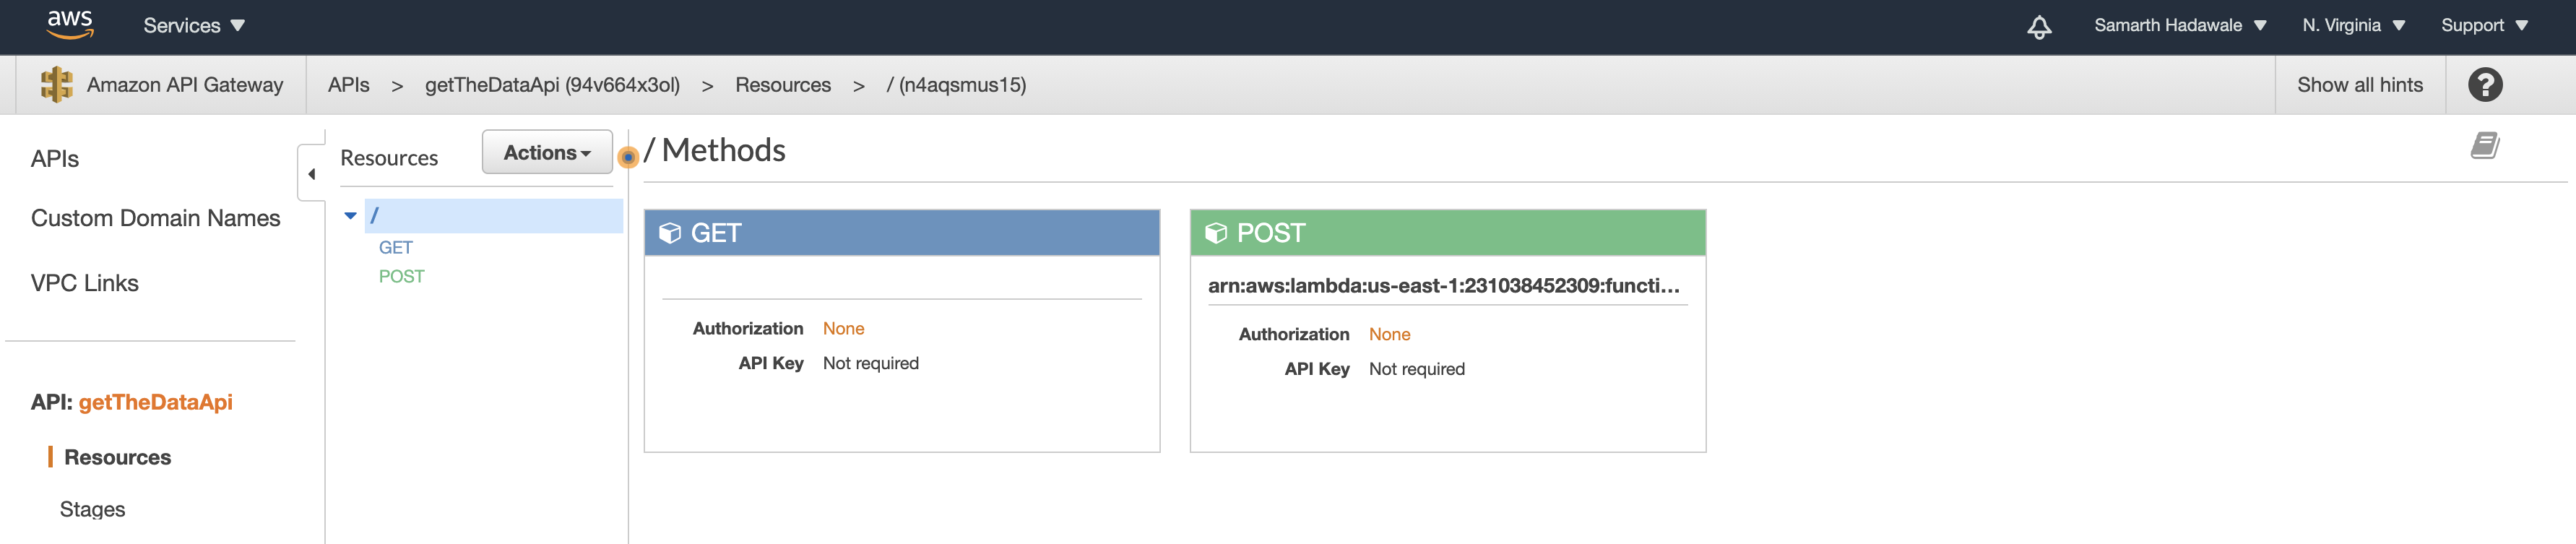 aws Services Samarth Hadawale N. Virginia Support
Amazon API Gateway APIs > getTheDataApi (94v664x3ol) > Resources > / (n4aqsmus15) Show all hints ?
APIs
Custom Domain Names
VPC Links
API: getTheDataApi
Resources
Stages
Resources Actions
/
GET
POST
/ Methods
GET
Authorization None
API Key Not required
POST
arn:aws:lambda:us-east-1:231038452309:functi...
Authorization None
API Key Not required